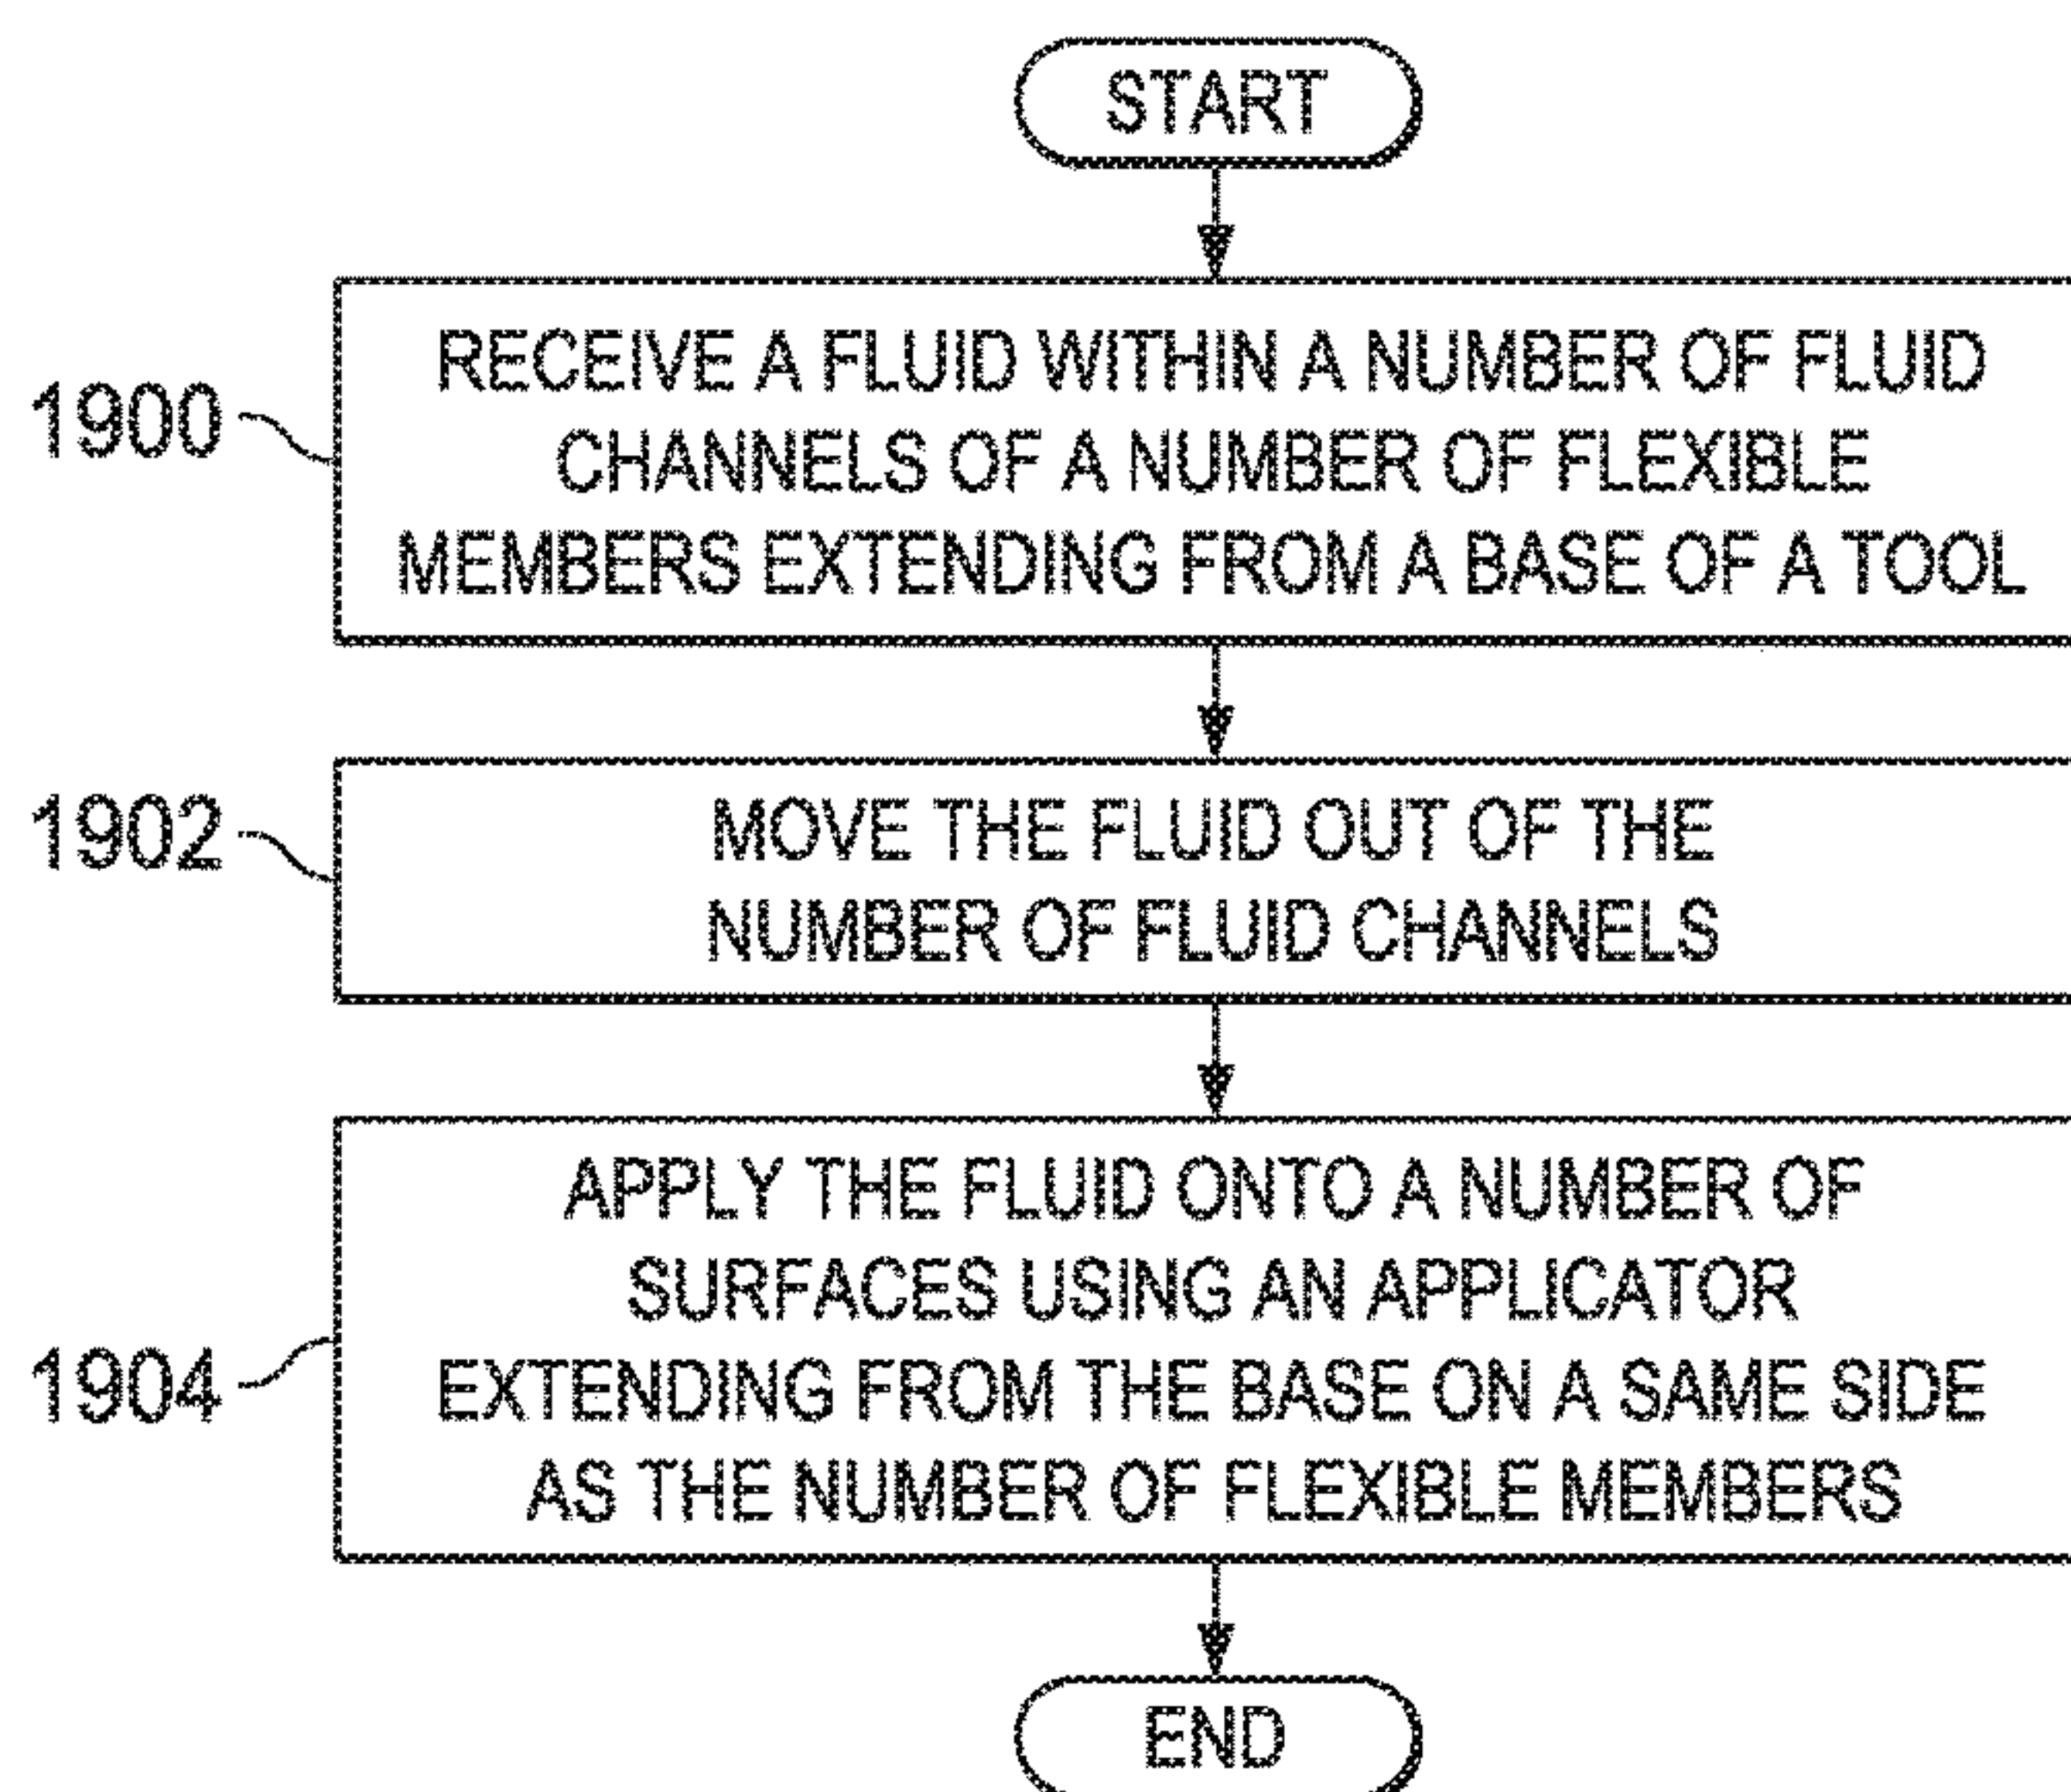 START
1900
RECEIVE A FLUID WITHIN A NUMBER OF FLUID
CHANNELS OF A NUMBER OF FLEXIBLE
MEMBERS EXTENDING FROM A BASE OF A TOOL
1902
MOVE THE FLUID OUT OF THE
NUMBER OF FLUID CHANNELS
1904
APPLY THE FLUID ONTO A NUMBER OF
SURFACES USING AN APPLICATOR
EXTENDING FROM THE BASE ON A SAME SIDE
AS THE NUMBER OF FLEXIBLE MEMBERS
END